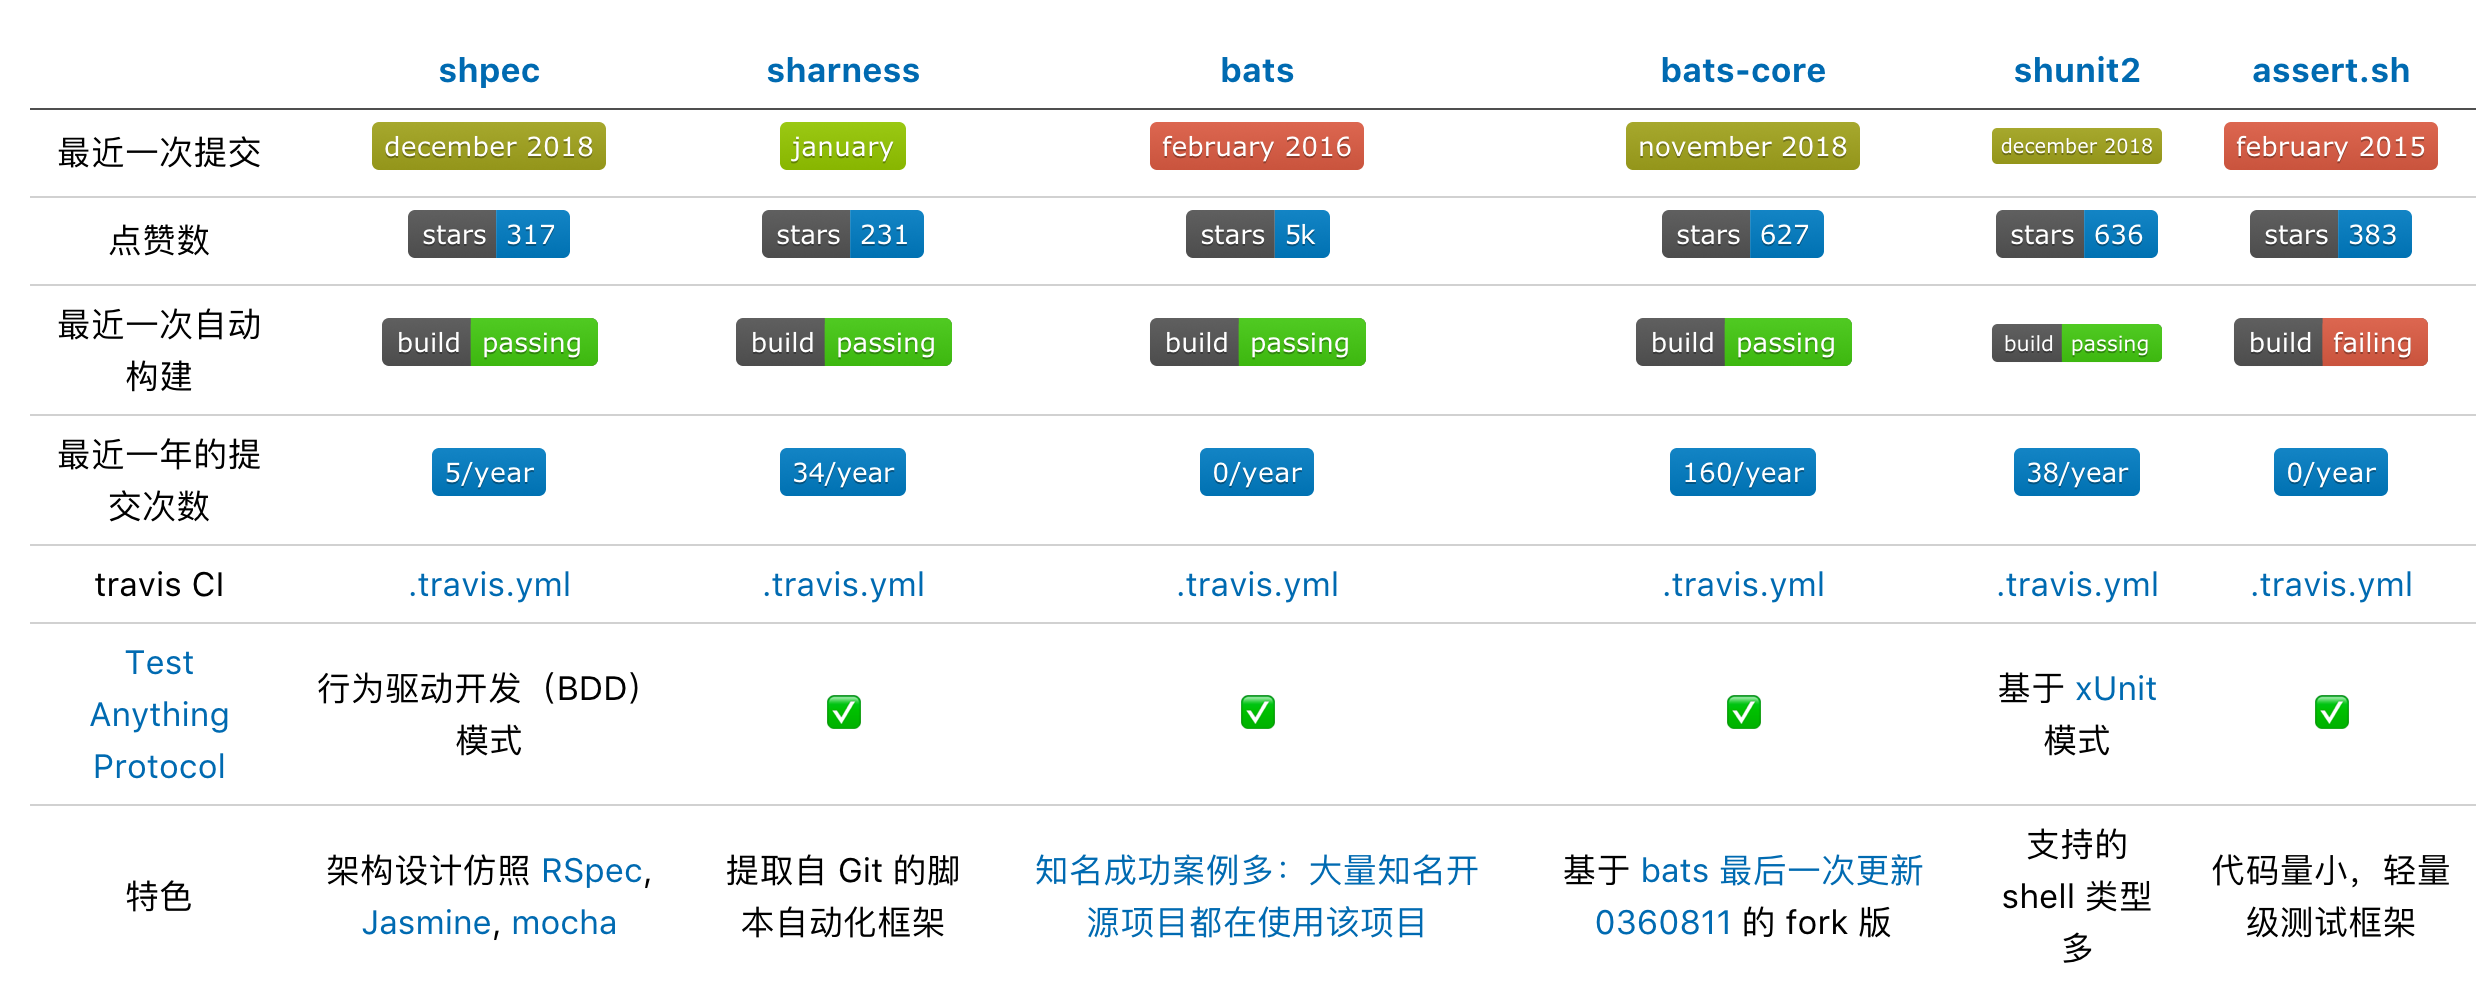 shpec sharness bats bats-core shunit2 assert.sh
最近一次提交 december 2018 january february 2016 november 2018 december 2018 february 2015
点赞数 stars 317 stars 231 stars 5k stars 627 stars 636 stars 383
最近一次自动
构建 build passing build passing build passing build passing build passing build failing
最近一年的提
交次数 5/year 34/year 0/year 160/year 38/year 0/year
travis CI .travis.yml .travis.yml .travis.yml .travis.yml .travis.yml .travis.yml
Test
Anything
Protocol
行为驱动开发（BDD）
模式
✅ ✅ ✅
基于 xUnit
模式
✅
特色
架构设计仿照 RSpec,
Jasmine, mocha
提取自 Git 的脚
本自动化框架
知名成功案例多：大量知名开
源项目都在使用该项目
基于 bats 最后一次更新
0360811 的 fork 版
支持的
shell 类型
多
代码量小，轻量
级测试框架